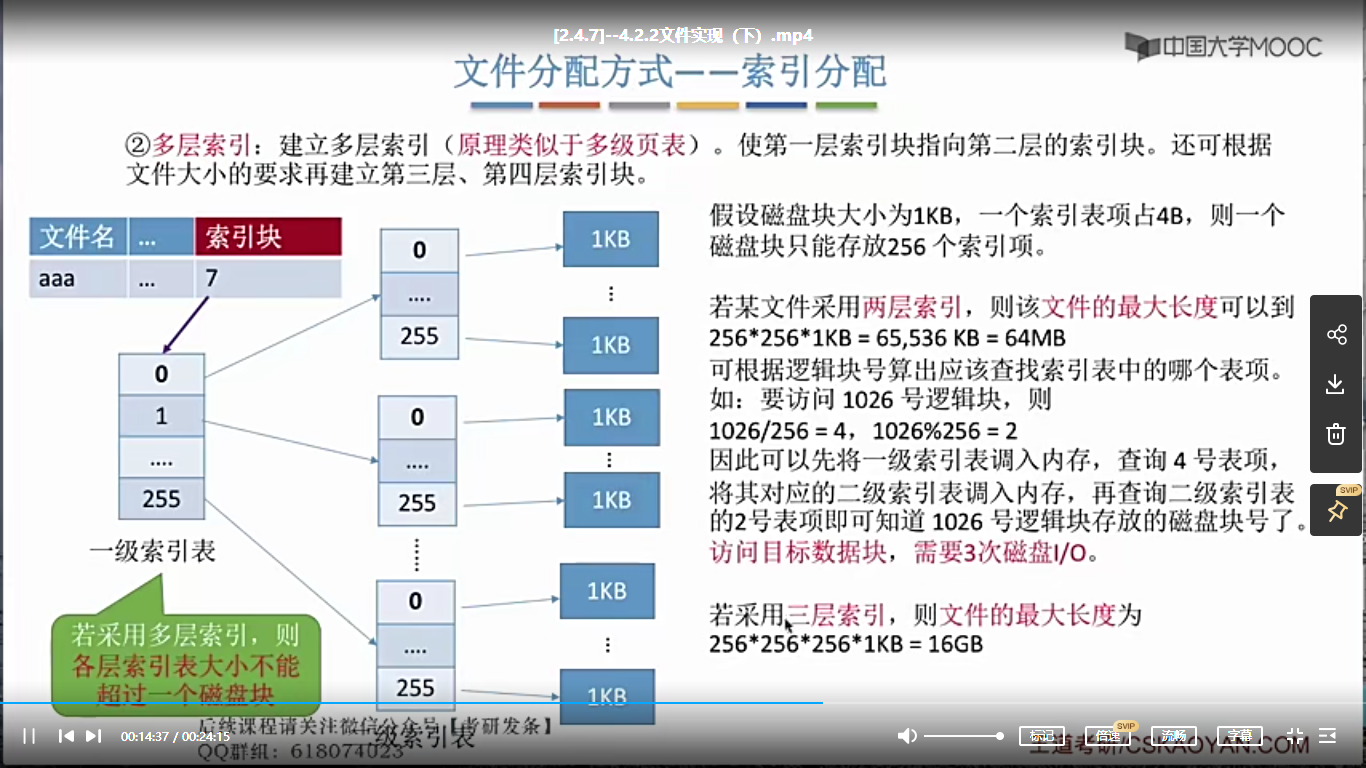 [2.4.7]--4.2.2文件实现（下）.mp4
中国大学MOOC
文件分配方式——索引分配
②多层索引：建立多层索引（原理类似于多级页表）。使第一层索引块指向第二层的索引块。还可根据
文件大小的要求再建立第三层、第四层索引块。
文件名 ... 索引块
aaa ... 7
0
1
....
255
一级索引表
若采用多层索引，则
各层索引表大小不能
超过一个磁盘块
0
....
255
0
....
255
0
....
255
级索引表
1KB
1KB
1KB
1KB
1KB
1KB
假设磁盘块大小为1KB，一个索引表项占4B，则一个
磁盘块只能存放256 个索引项。
若某文件采用两层索引，则该文件的最大长度可以到
256*256*1KB = 65,536 KB = 64MB
可根据逻辑块号算出应该查找索引表中的哪个表项。
如：要访问 1026 号逻辑块，则
1026/256 = 4，1026%256 = 2
因此可以先将一级索引表调入内存，查询 4 号表项，
将其对应的二级索引表调入内存，再查询二级索引表
的2号表项即可知道 1026 号逻辑块存放的磁盘块号了。
访问目标数据块，需要3次磁盘I/O。
若采用三层索引，则文件的最大长度为
256*256*256*1KB = 16GB
SVIP
后续课程请关注微信公众号【考研发条】
QQ群组：618074023
00:14:37 / 00:24:15
标记
SVIP
倍速
流畅
字幕
王道考研/CSKAOYAN.COM